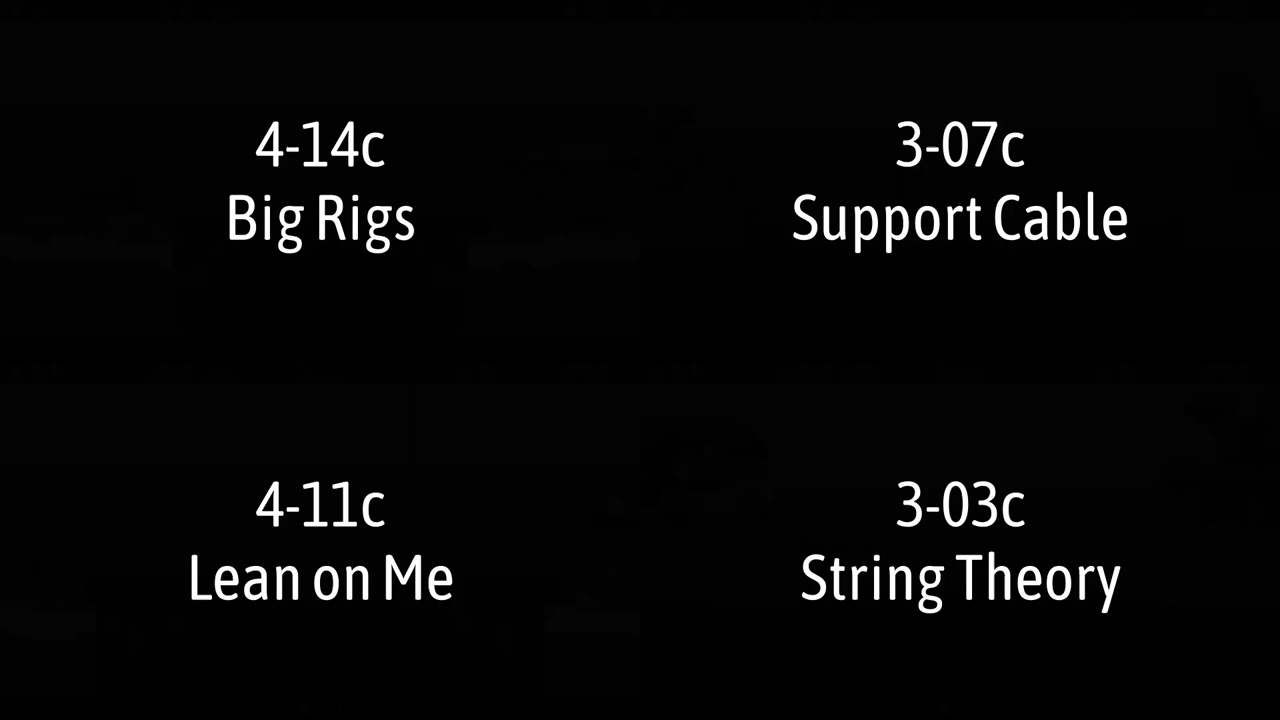 4-14c
Big Rigs
3-07c
Support Cable
4-11c
Lean on Me
3-03c
String Theory